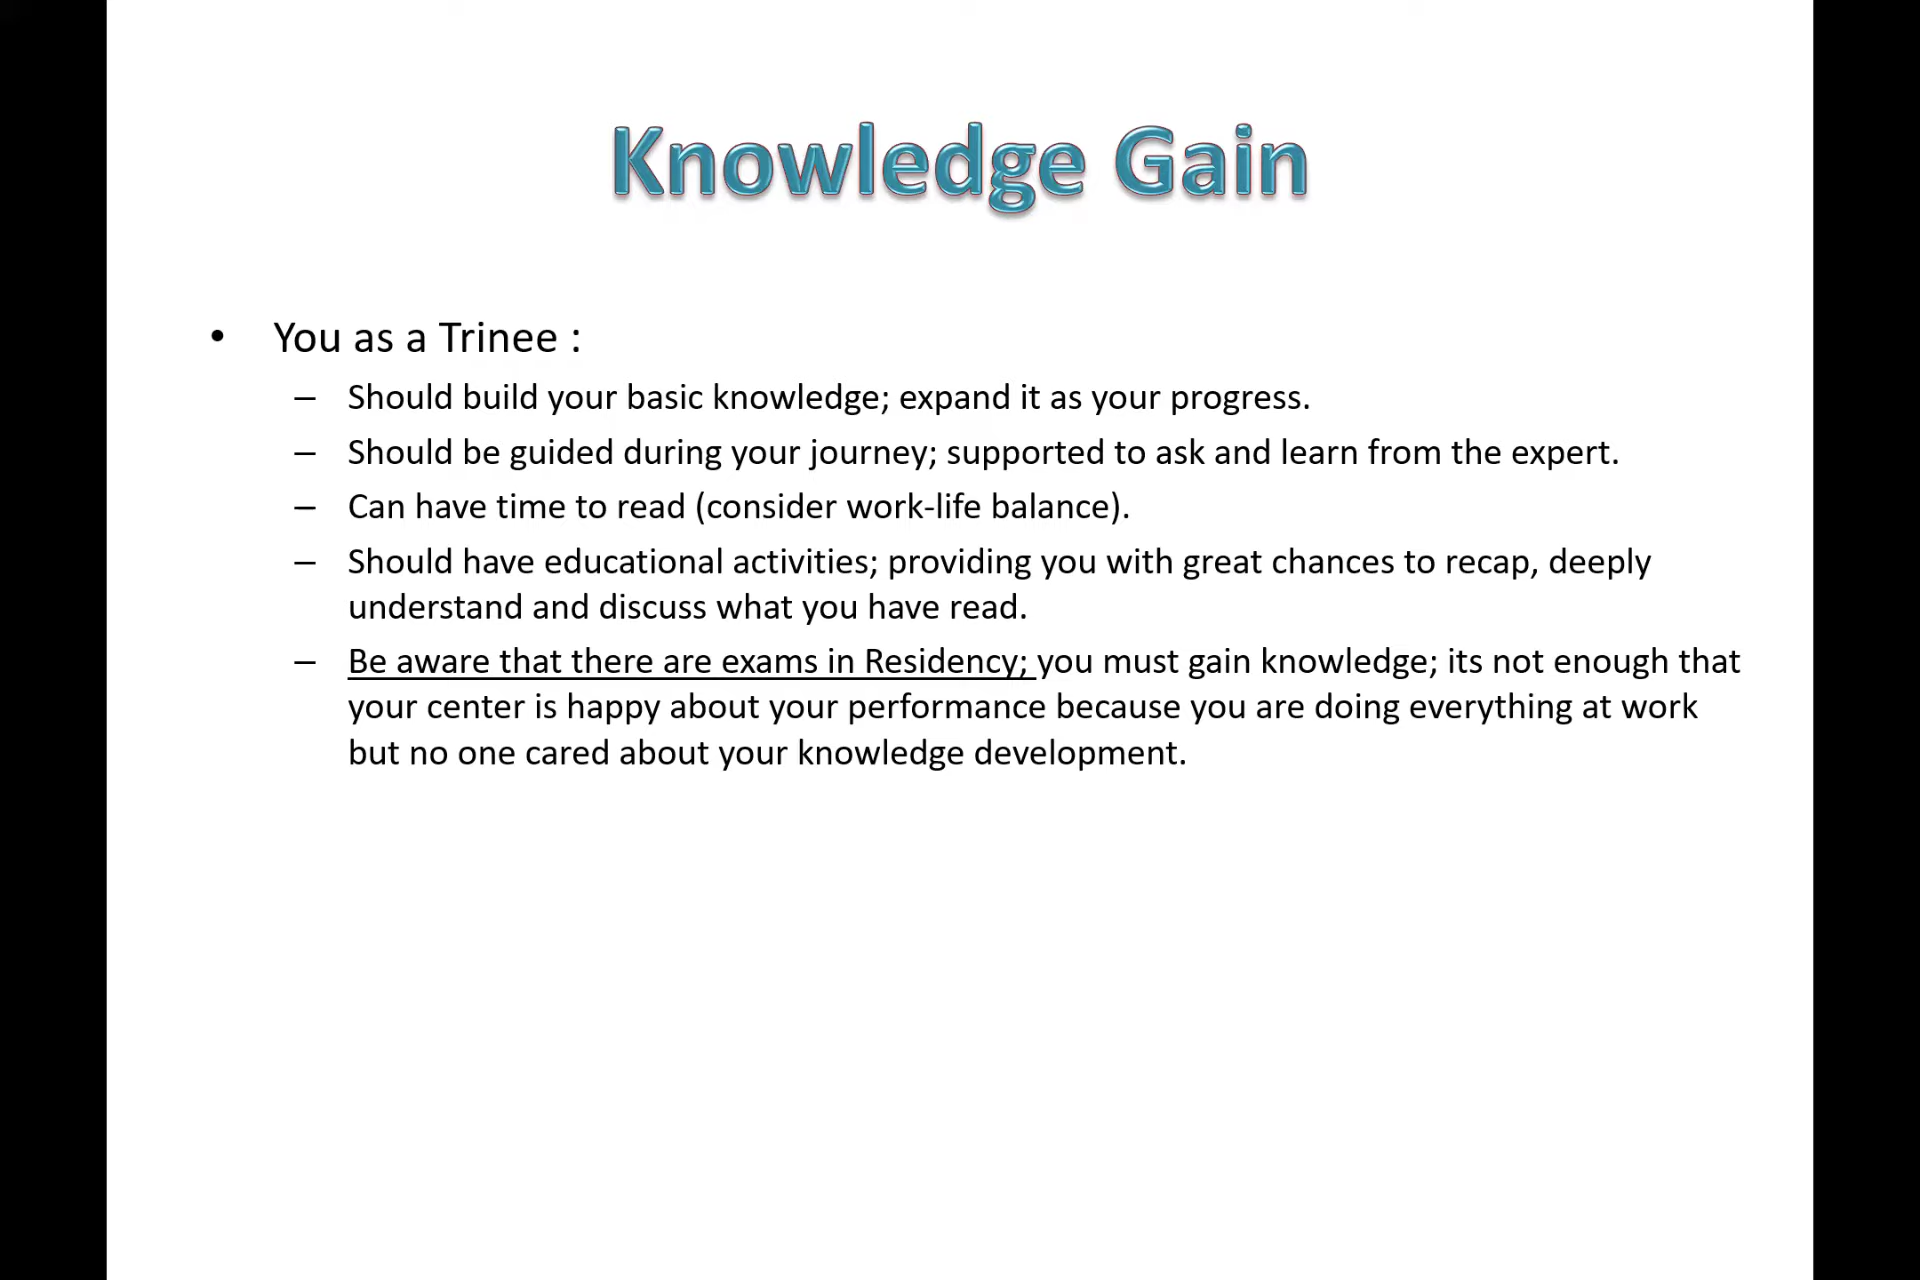 Knowledge Gain
• You as a Trinee :
– Should build your basic knowledge; expand it as your progress.
– Should be guided during your journey; supported to ask and learn from the expert.
– Can have time to read (consider work-life balance).
– Should have educational activities; providing you with great chances to recap, deeply
understand and discuss what you have read.
– Be aware that there are exams in Residency; you must gain knowledge; its not enough that
your center is happy about your performance because you are doing everything at work
but no one cared about your knowledge development.